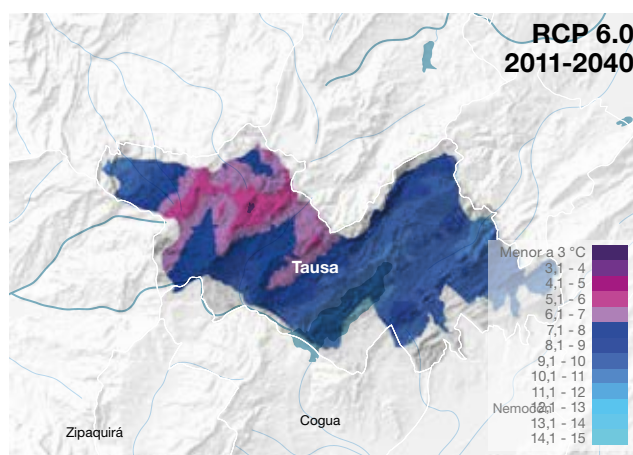 RCP 6.0
2011-2040
Tausa
Menor a 3 °C
3,1 - 4
4,1 - 5
5,1 - 6
6,1 - 7
7,1 - 8
8,1 - 9
9,1 - 10
10,1 - 11
11,1 - 12
12,1 - 13
13,1 - 14
14,1 - 15
Nemocón
Cogua
Zipaquirá